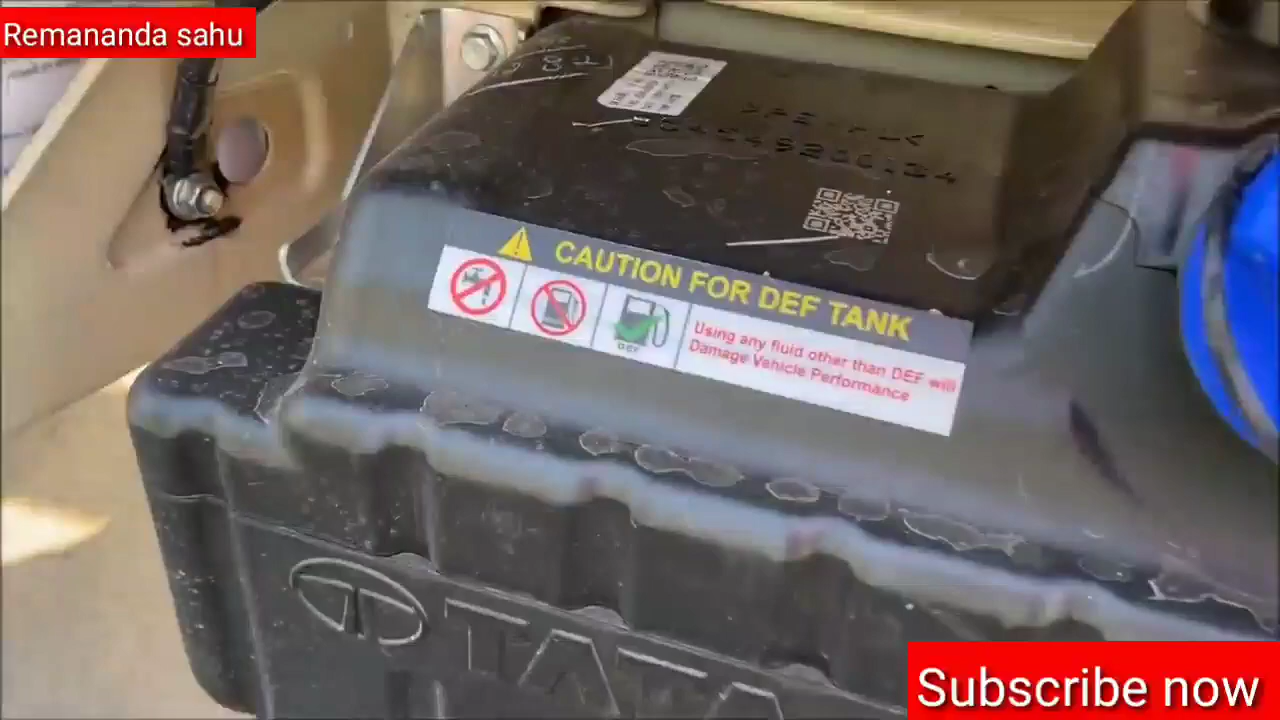 Remananda sahu
CAUTION FOR DEF TANK
DEF
Using any fluid other than DEF will
Damage Vehicle Performance
TATA
Subscribe now